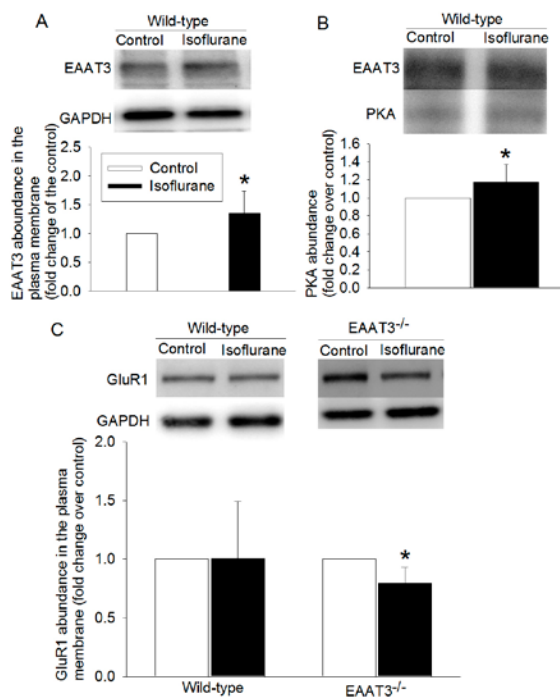 A
Wild-type
Control Isoflurane
EAAT3
GAPDH
EAAT3 aboundance in the
plasma membrane
(fold change of the control)
2.5
2.0
1.5
1.0
0.5
0.0
Control
Isoflurane
*
B
Wild-type
Control Isoflurane
EAAT3
PKA
PKA abundance
(fold change over control)
1.6
1.4
1.2
1.0
0.8
0.6
0.4
0.2
0.0
*
C
Wild-type
Control Isoflurane
EAAT3-/-
Control Isoflurane
GluR1
GAPDH
GluR1 abundance in the plasma
membrane (fold change over control)
2.0
1.5
1.0
0.5
0.0
*
Wild-type
EAAT3-/-